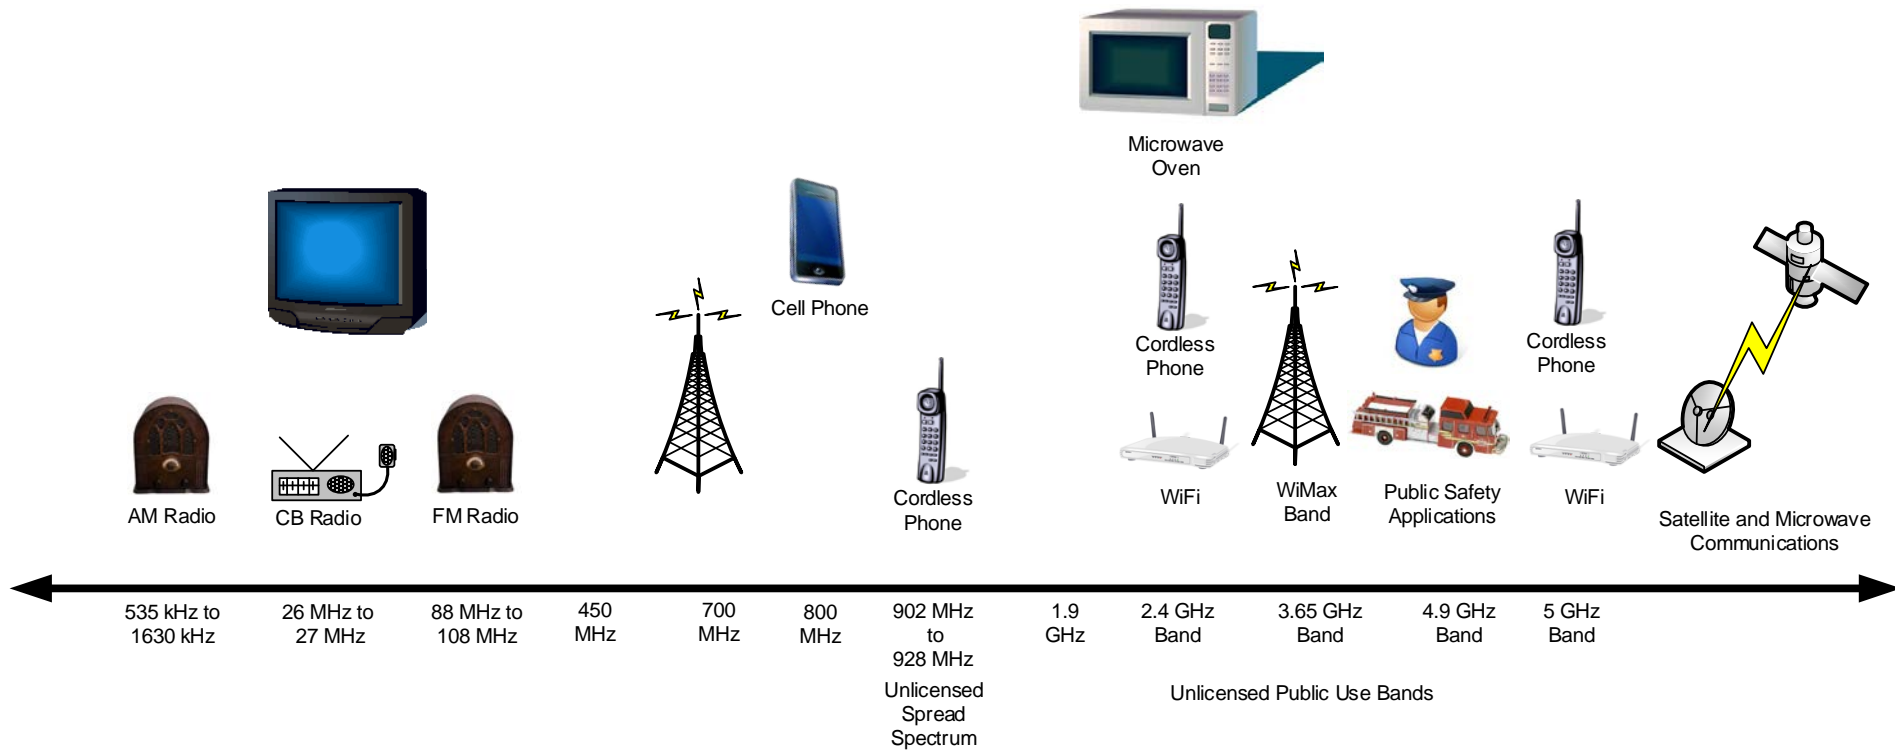 Microwave
Oven
Cell Phone
Cordless
Phone
Cordless
Phone
Cordless
Phone
AM Radio
CB Radio
FM Radio
WiFi
WiMax
Band
Public Safety
Applications
WiFi
Satellite and Microwave
Communications
535 kHz to
1630 kHz
26 MHz to
27 MHz
88 MHz to
108 MHz
450
MHz
700
MHz
800
MHz
902 MHz
to
928 MHz
1.9
GHz
2.4 GHz
Band
3.65 GHz
Band
4.9 GHz
Band
5 GHz
Band
Unlicensed
Spread
Spectrum
Unlicensed Public Use Bands